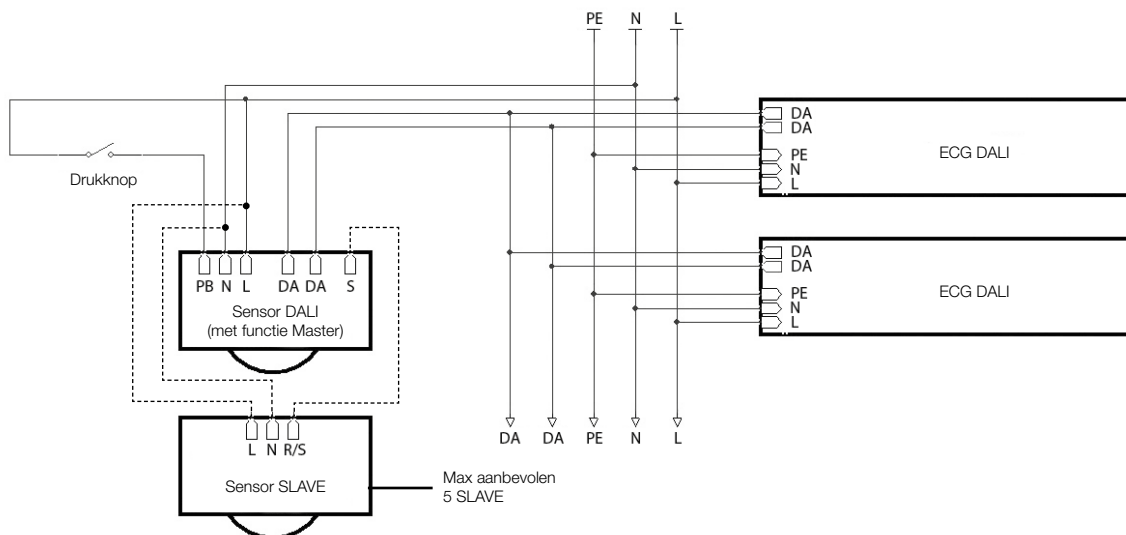 PE N L
DA
DA
ECG DALI
PE
N
L
Drukknop
DA
DA
ECG DALI
PE
N
L
PB N L DA DA S
Sensor DALI
(met functie Master)
DA DA PE N L
L N R/S
Sensor SLAVE
Max aanbevolen
5 SLAVE